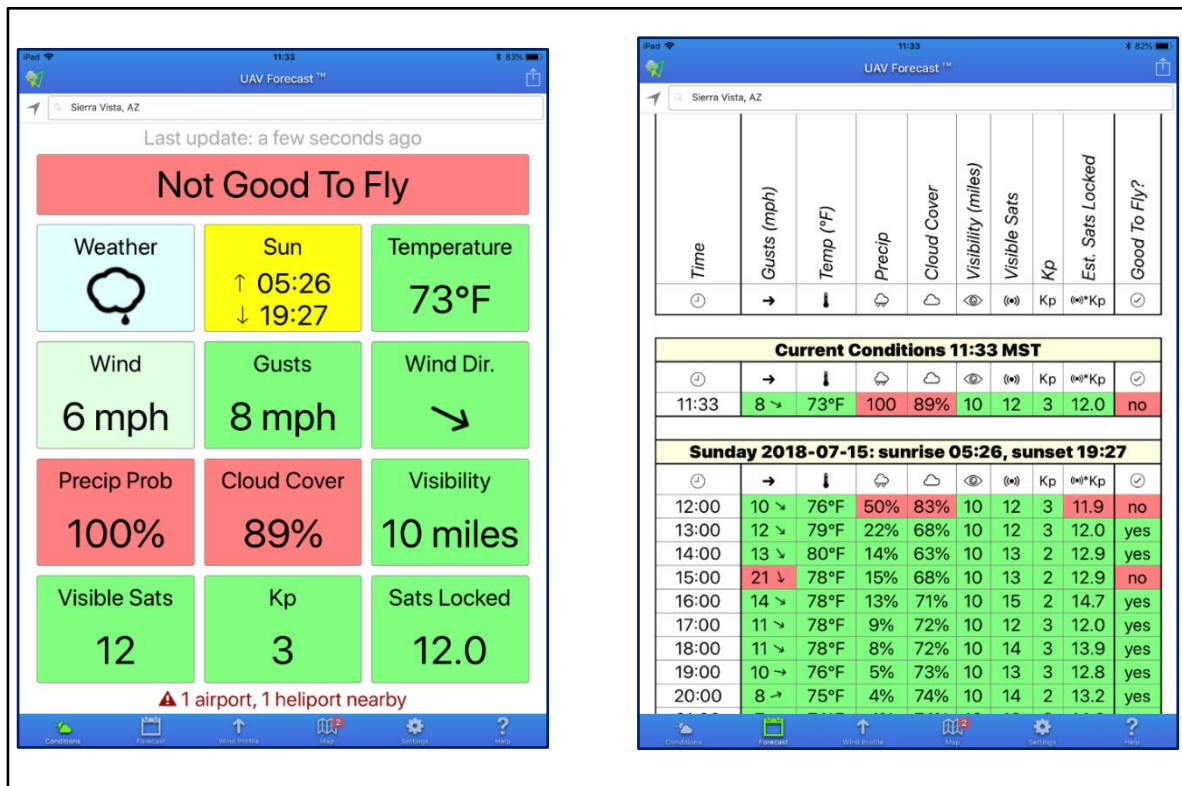 iPad 11:33 83%
UAV Forecast ™
Sierra Vista, AZ
Last update: a few seconds ago
Not Good To Fly
Weather Sun Temperature
↑ 05:26
↓ 19:27
73°F
Wind Gusts Wind Dir.
6 mph 8 mph
Precip Prob Cloud Cover Visibility
100% 89% 10 miles
Visible Sats Kp Sats Locked
12 3 12.0
1 airport, 1 heliport nearby
2
Conditions Forecast Wind Profile Map Settings Help
iPad 11:33 82%
UAV Forecast ™
Sierra Vista, AZ
Time Gusts (mph) Temp (°F) Precip Cloud Cover Visibility (miles) Visible Sats Kp Est. Sats Locked Good To Fly?
Kp *Kp
Current Conditions 11:33 MST
Kp *Kp
11:33 8 73°F 100 89% 10 12 3 12.0 no
Sunday 2018-07-15: sunrise 05:26, sunset 19:27
Kp *Kp
12:00 10 76°F 50% 83% 10 12 3 11.9 no
13:00 12 79°F 22% 68% 10 12 3 12.0 yes
14:00 13 80°F 14% 63% 10 13 2 12.9 yes
15:00 21 78°F 15% 68% 10 13 2 12.9 no
16:00 14 78°F 13% 71% 10 15 2 14.7 yes
17:00 11 78°F 9% 72% 10 12 3 12.0 yes
18:00 11 78°F 8% 72% 10 14 3 13.9 yes
19:00 10 76°F 5% 73% 10 13 3 12.8 yes
20:00 8 75°F 4% 74% 10 14 2 13.2 yes
2
Conditions Forecast Wind Profile Map Settings Help